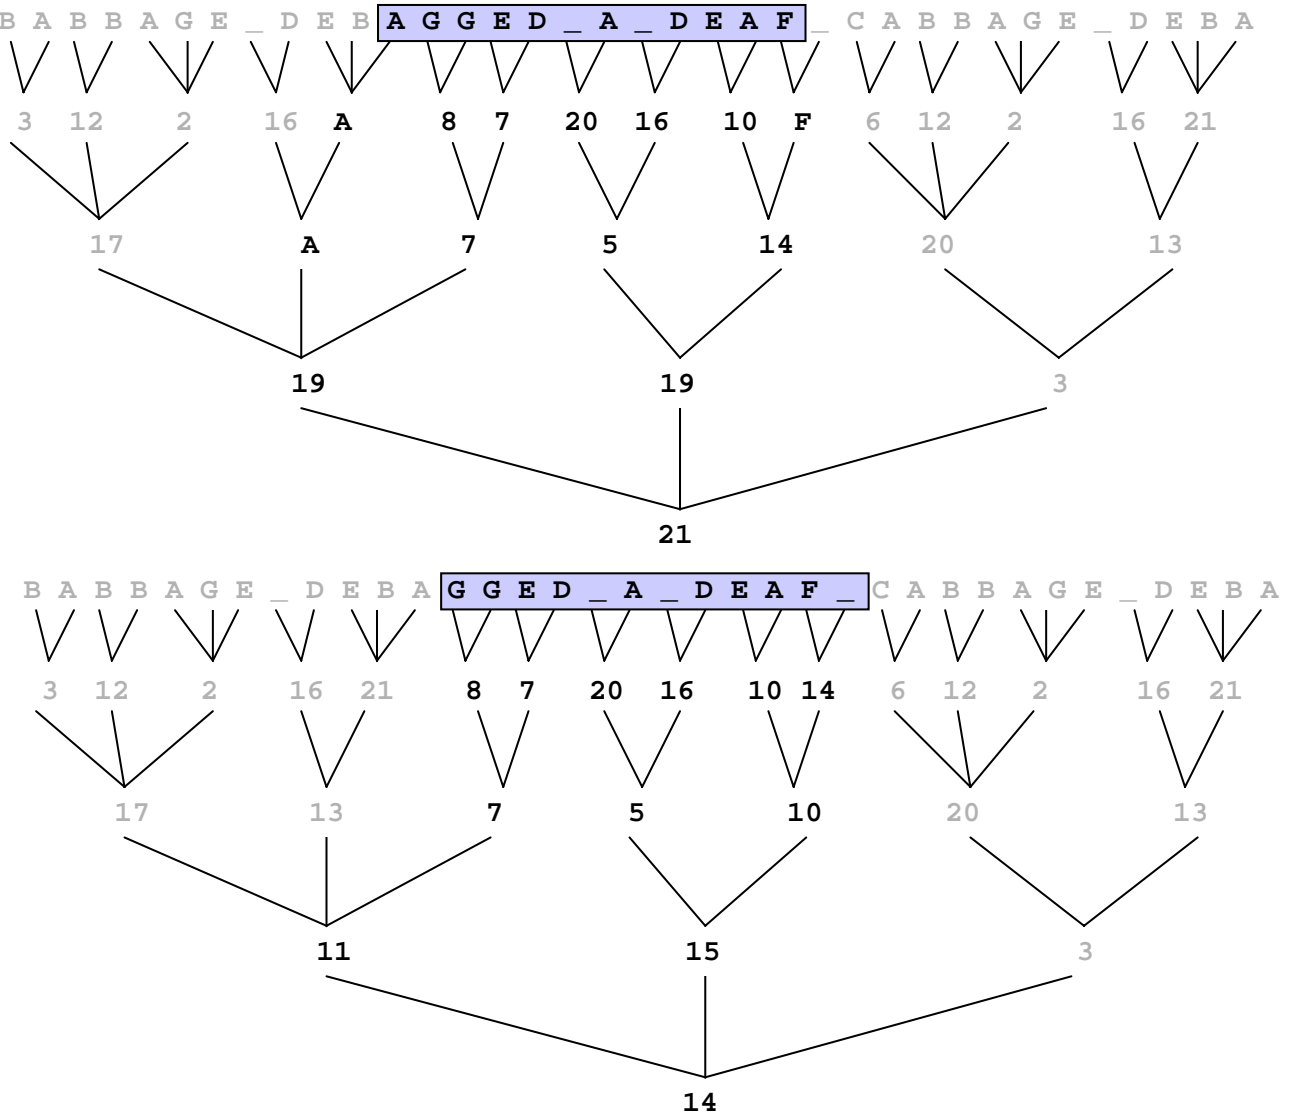 B A B B A G E _ D E B A G G E D _ A _ D E A F _ C A B B A G E _ D E B A
3 12 2 16 A 8 7 20 16 10 F 6 12 2 16 21
17 A 7 5 14 20 13
19 19 3
21
B A B B A G E _ D E B A G G E D _ A _ D E A F _ C A B B A G E _ D E B A
3 12 2 16 21 8 7 20 16 10 14 6 12 2 16 21
17 13 7 5 10 20 13
11 15 3
14